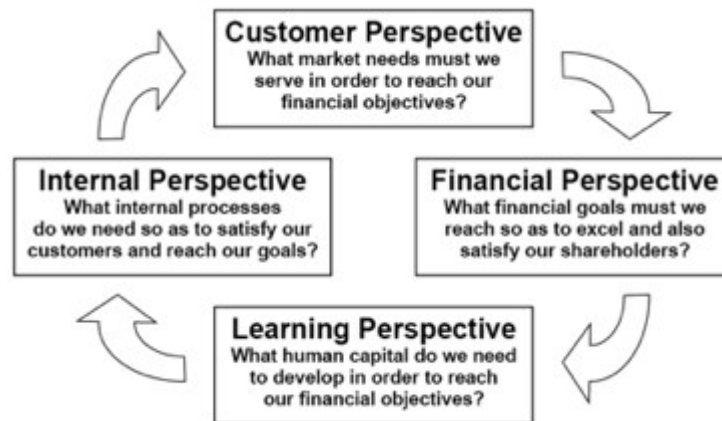 Customer Perspective
What market needs must we
serve in order to reach our
financial objectives?
Internal Perspective
What internal processes
do we need so as to satisfy our
customers and reach our goals?
Financial Perspective
What financial goals must we
reach so as to excel and also
satisfy our shareholders?
Learning Perspective
What human capital do we need
to develop in order to reach
our financial objectives?